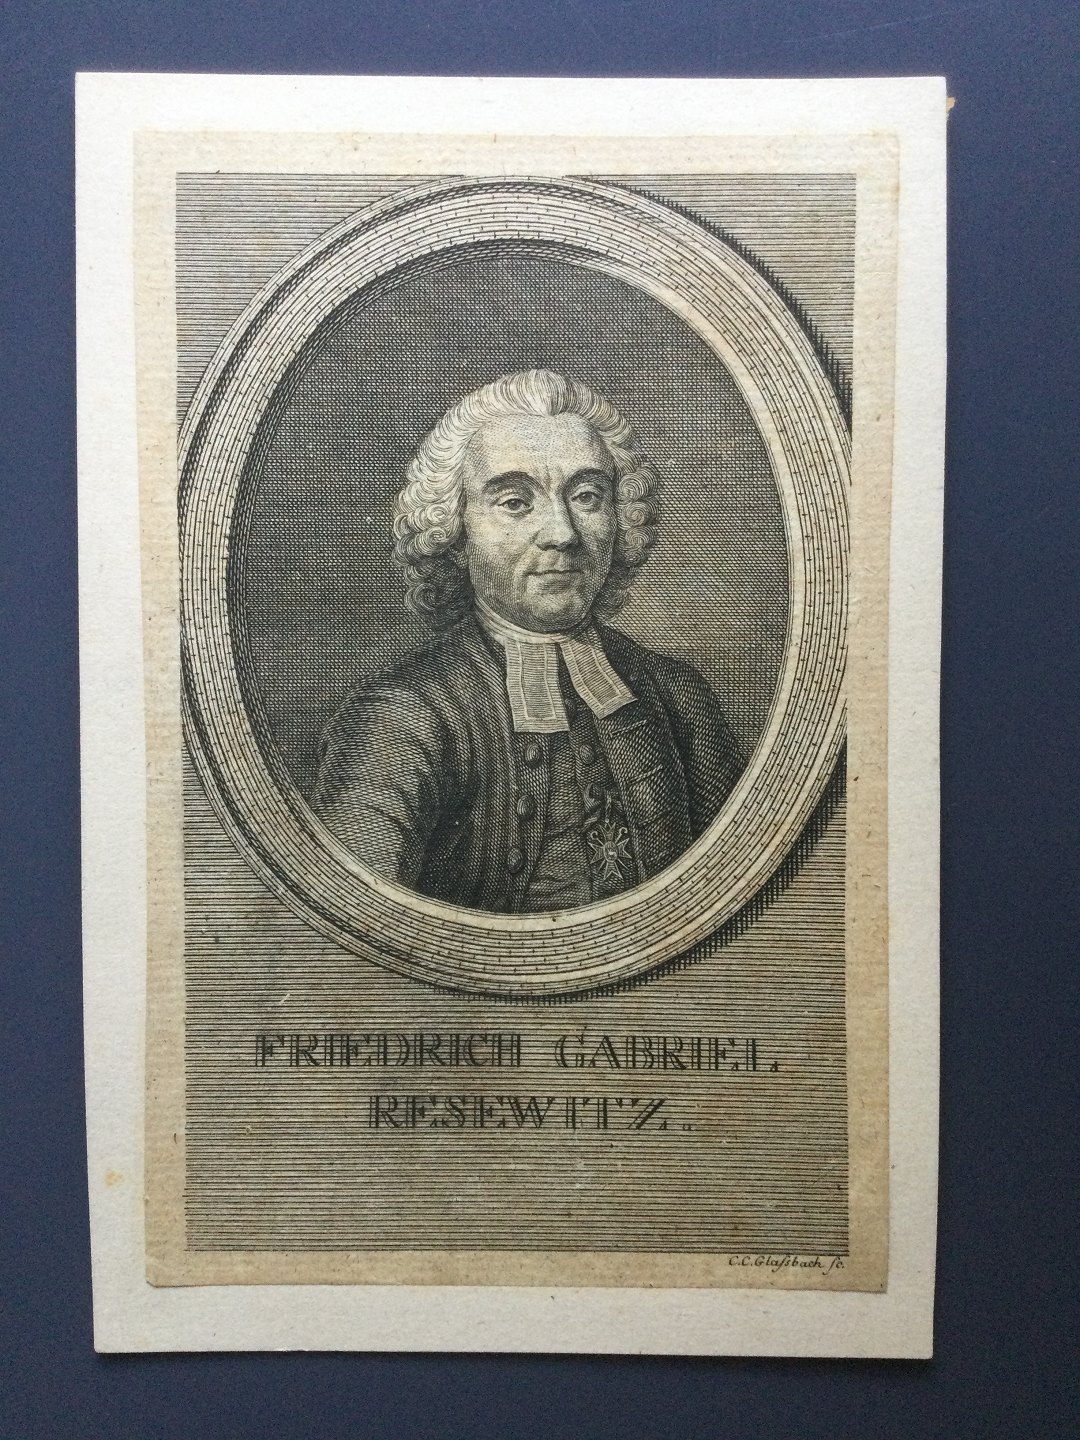 FRIEDRICH GABRIEL
RESEWITZ.
C.C.Glaſsbach ſc.